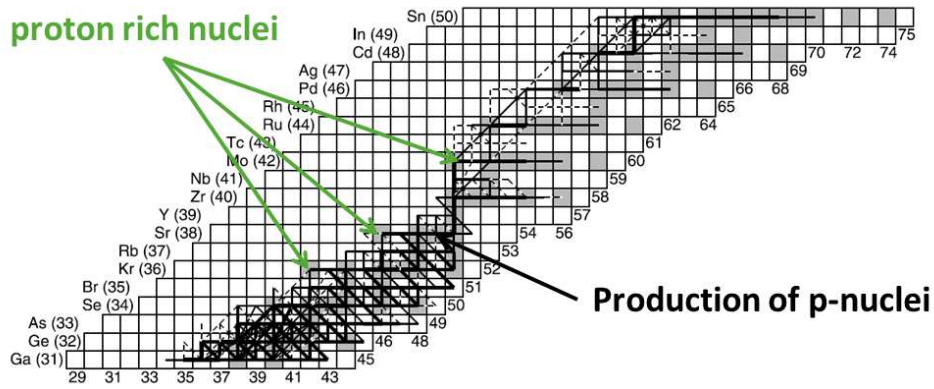 proton rich nuclei
Sn (50)
In (49)
Cd (48)
Ag (47)
Pd (46)
Rh (45)
Ru (44)
Tc (43)
Mo (42)
Nb (41)
Zr (40)
Y (39)
Sr (38)
Rb (37)
Kr (36)
Br (35)
Se (34)
As (33)
Ge (32)
Ga (31)
75
70 72 74
69
66 68
65
62 64
61
60
59
58
57
54 56
53
52
51
50
49
46 48
45
29 31 33 35 37 39 41 43
Production of p-nuclei